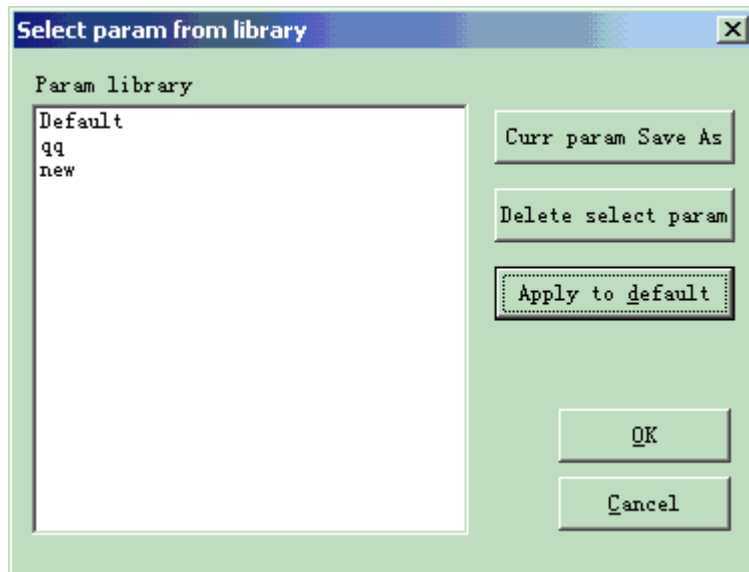 Select param from library
Param library
Default
qq
new
Curr param Save As
Delete select param
Apply to default
OK
Cancel